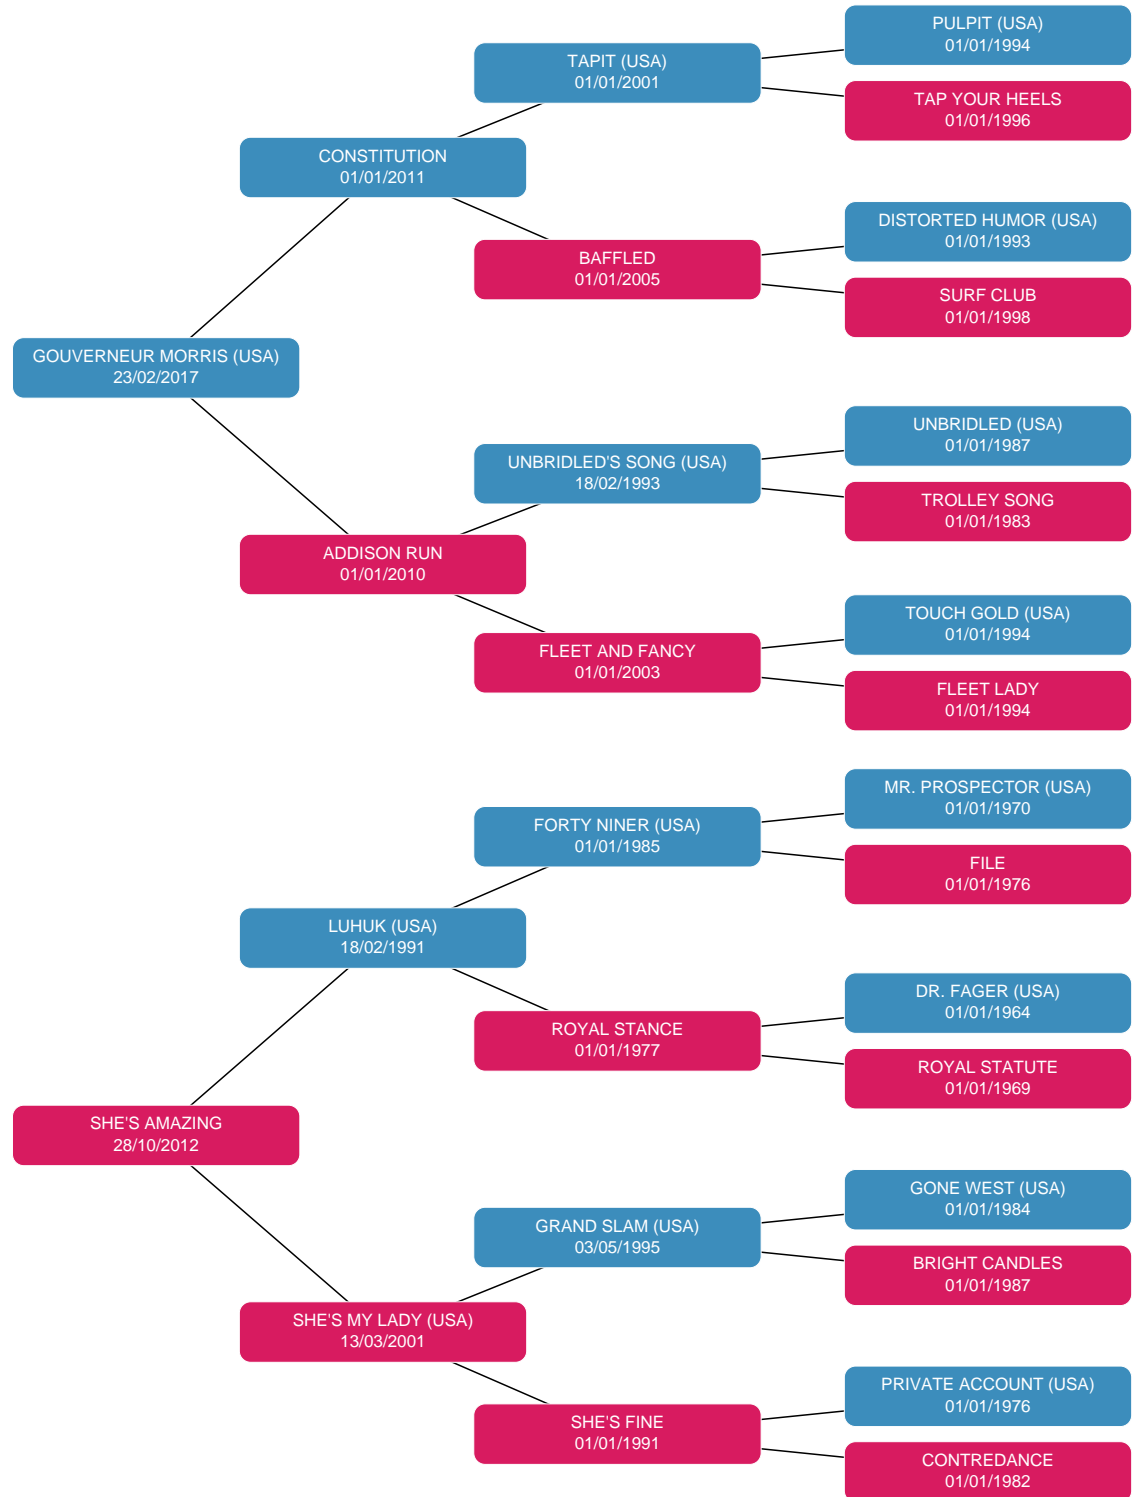 PULPIT (USA)
01/01/1994
TAPIT (USA)
01/01/2001
TAP YOUR HEELS
01/01/1996
CONSTITUTION
01/01/2011
DISTORTED HUMOR (USA)
01/01/1993
BAFFLED
01/01/2005
SURF CLUB
01/01/1998
GOUVERNEUR MORRIS (USA)
23/02/2017
UNBRIDLED (USA)
01/01/1987
UNBRIDLED'S SONG (USA)
18/02/1993
TROLLEY SONG
01/01/1983
ADDISON RUN
01/01/2010
TOUCH GOLD (USA)
01/01/1994
FLEET AND FANCY
01/01/2003
FLEET LADY
01/01/1994
MR. PROSPECTOR (USA)
01/01/1970
FORTY NINER (USA)
01/01/1985
FILE
01/01/1976
LUHUK (USA)
18/02/1991
DR. FAGER (USA)
01/01/1964
ROYAL STANCE
01/01/1977
ROYAL STATUTE
01/01/1969
SHE'S AMAZING
28/10/2012
GONE WEST (USA)
01/01/1984
GRAND SLAM (USA)
03/05/1995
BRIGHT CANDLES
01/01/1987
SHE'S MY LADY (USA)
13/03/2001
PRIVATE ACCOUNT (USA)
01/01/1976
SHE'S FINE
01/01/1991
CONTREDANCE
01/01/1982